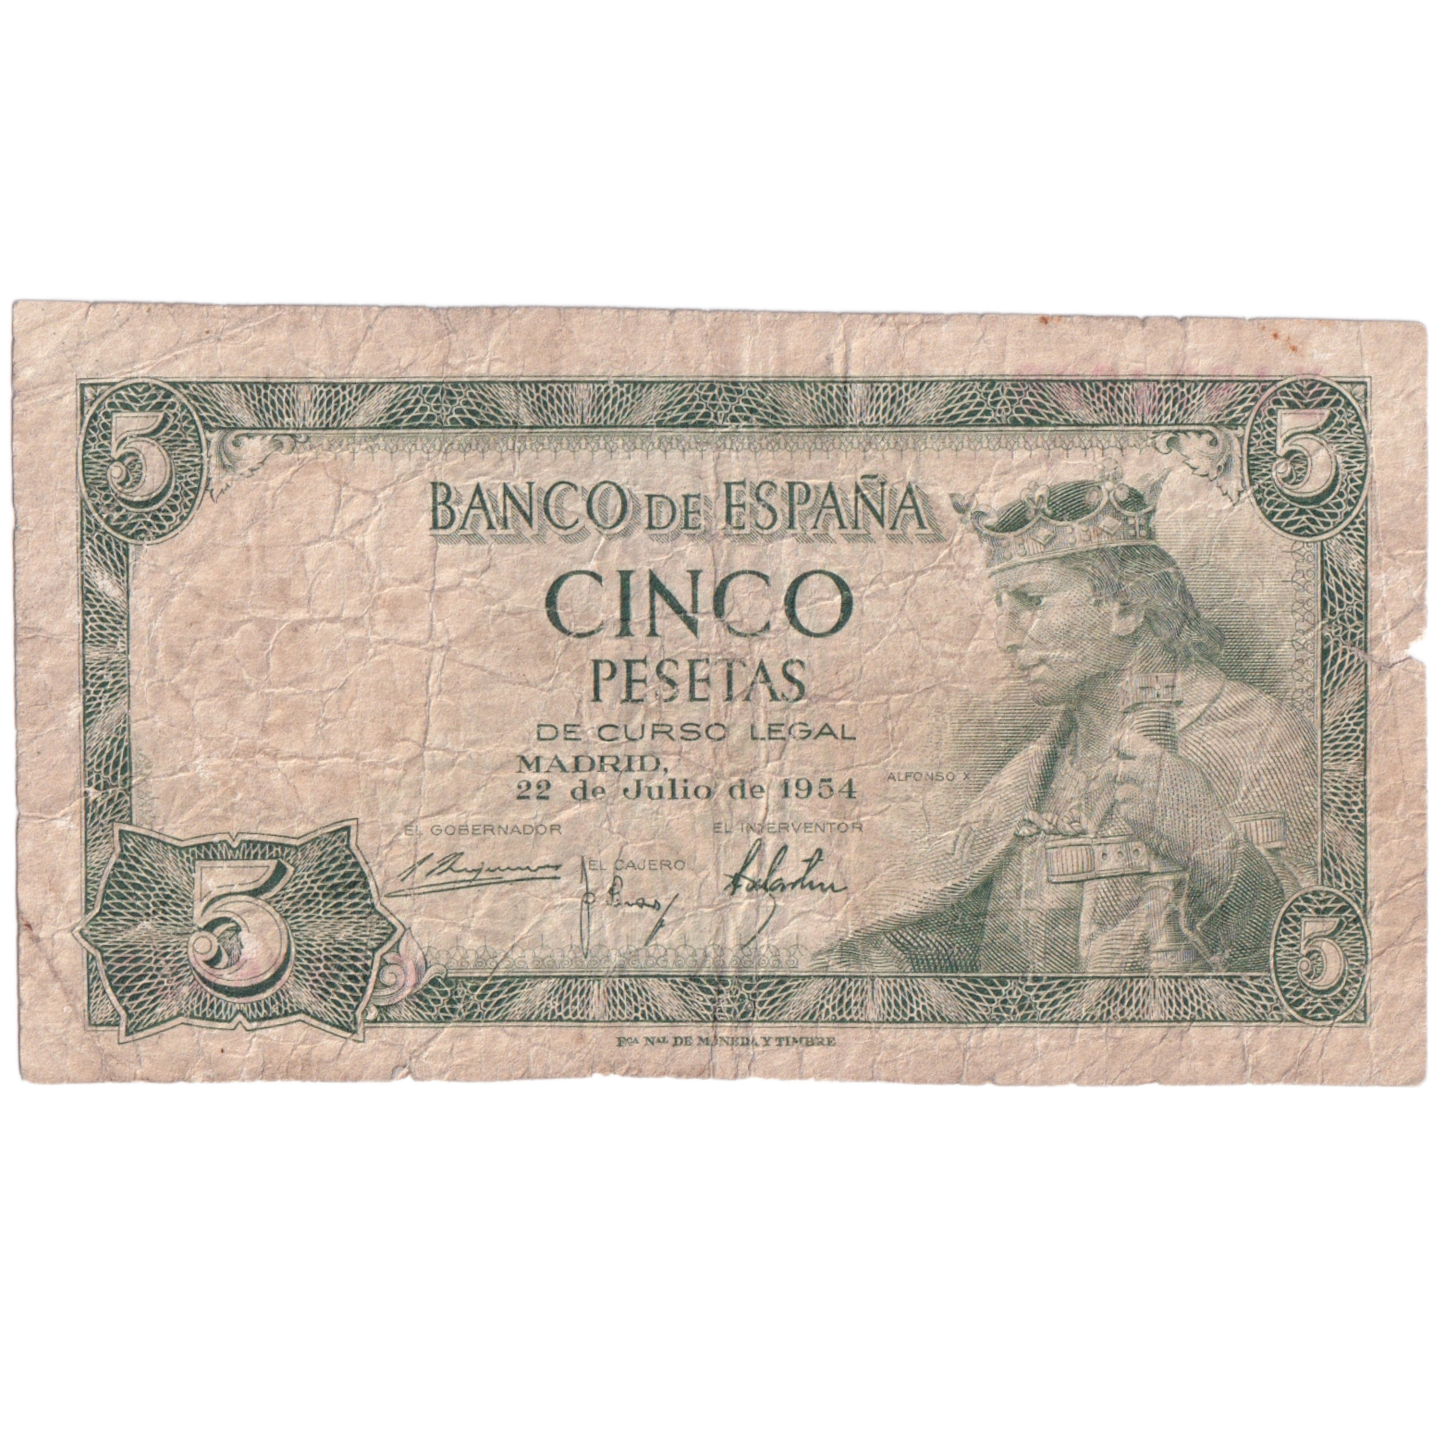 5
5
BANCO DE ESPAÑA
CINCO
PESETAS
DE CURSO LEGAL
MADRID,
22 de Julio de 1954
ALFONSO X
EL GOBERNADOR
EL INTERVENTOR
EL CAJERO
5
5
FCA NAL DE MONEDA Y TIMBRE